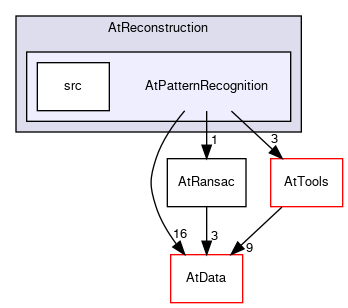 AtReconstruction
src
AtPatternRecognition
1
3
AtRansac
AtTools
16
3
9
AtData